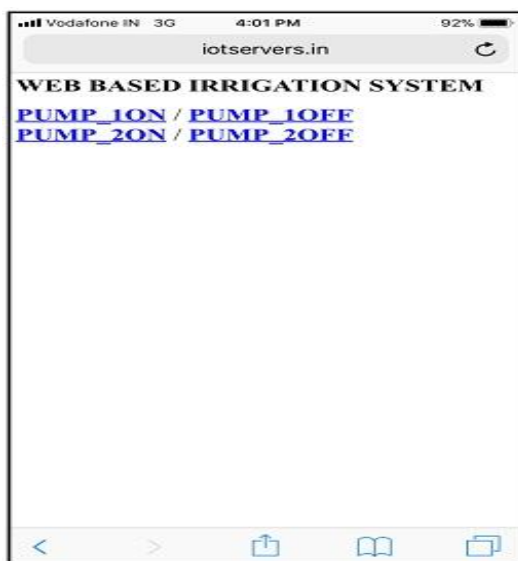 Vodafone IN 3G 4:01 PM 92%
iotservers.in
WEB BASED IRRIGATION SYSTEM
PUMP_1ON / PUMP_1OFF
PUMP_2ON / PUMP_2OFF